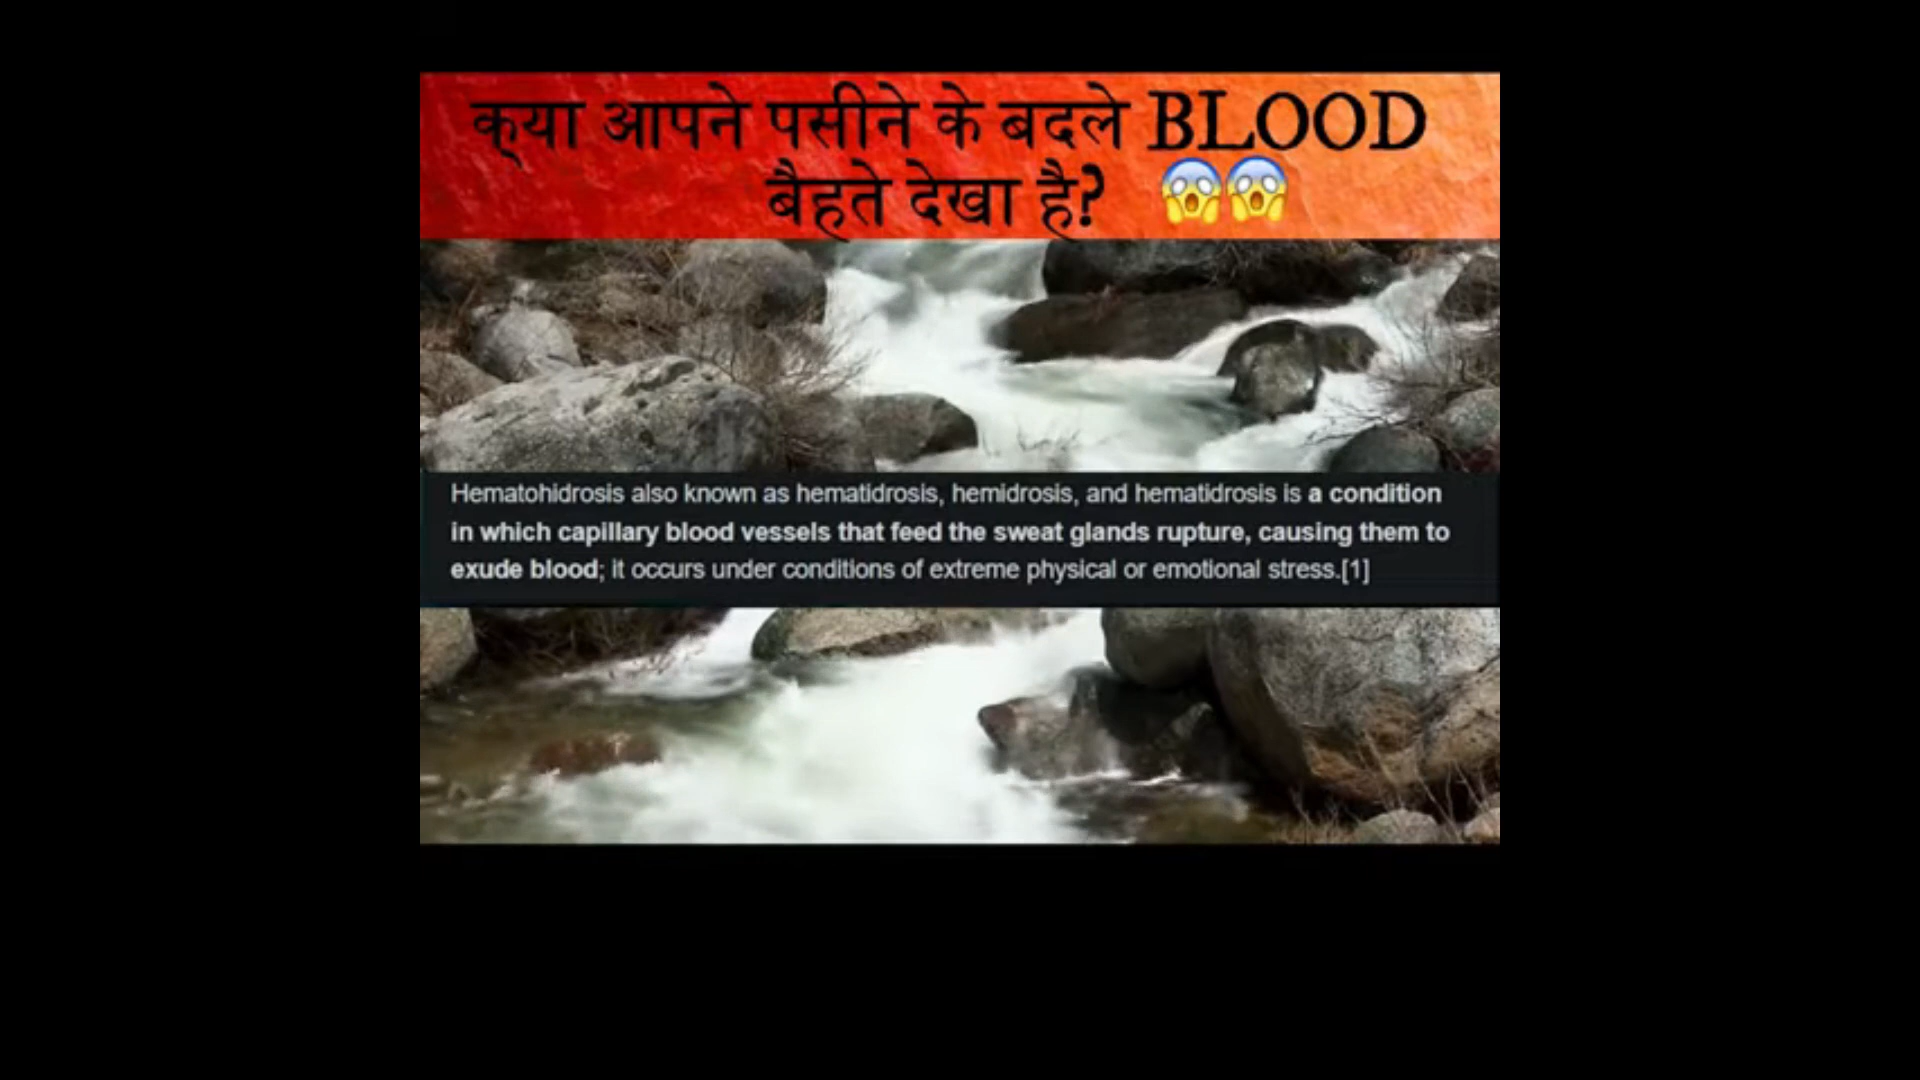 क्या आपने पसीने के बदले BLOOD
बैहते देखा है? 😱😱
Hematohidrosis also known as hematidrosis, hemidrosis, and hematidrosis is a condition
in which capillary blood vessels that feed the sweat glands rupture, causing them to
exude blood; it occurs under conditions of extreme physical or emotional stress.[1]